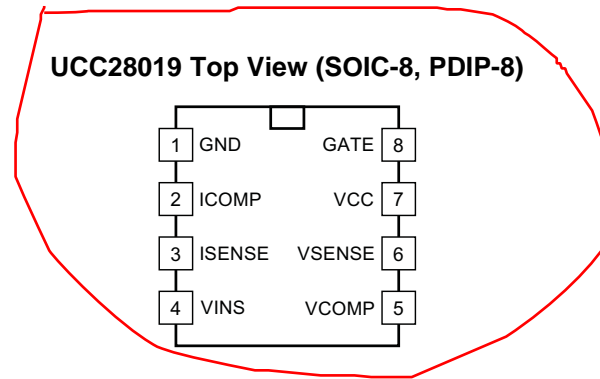 UCC28019 Top View (SOIC-8, PDIP-8)
1 GND GATE 8
2 ICOMP VCC 7
3 ISENSE VSENSE 6
4 VINS VCOMP 5